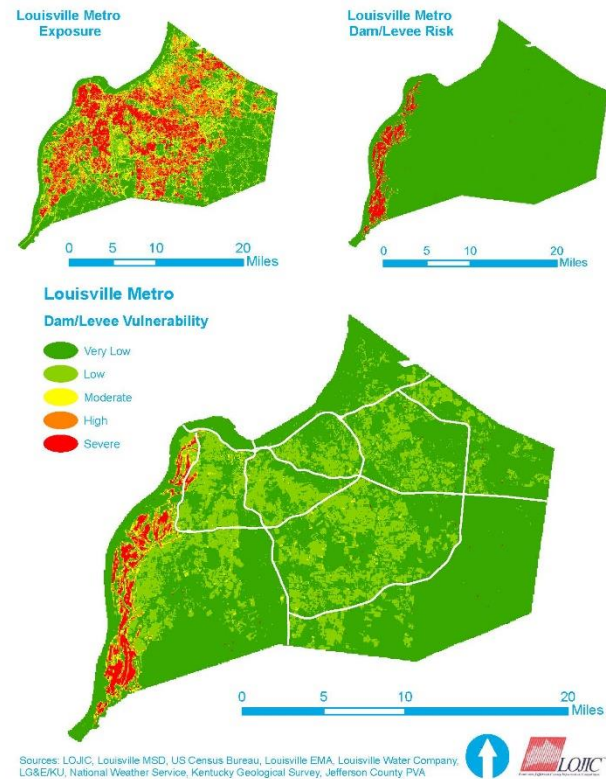 Louisville Metro
Exposure
Louisville Metro
Dam/Levee Risk
0 5 10 20
Miles
0 5 10 20
Miles
Louisville Metro
Dam/Levee Vulnerability
Very Low
Low
Moderate
High
Severe
0 5 10 20
Miles
Sources: LOJIC, Louisville MSD, US Census Bureau, Louisville EMA, Louisville Water Company,
LG&E/KU, National Weather Service, Kentucky Geological Survey, Jefferson County PVA
LOJIC